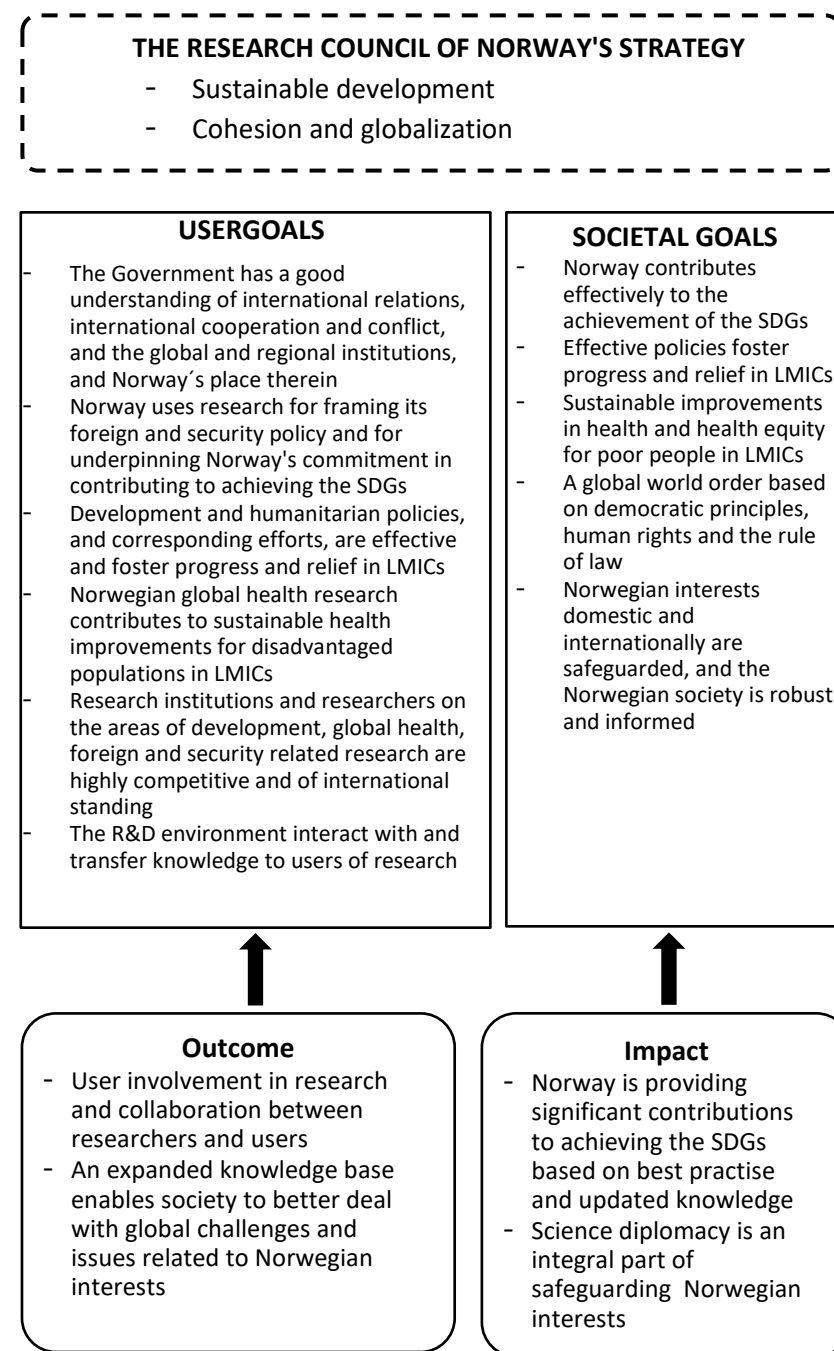 THE RESEARCH COUNCIL OF NORWAY'S STRATEGY
- Sustainable development
- Cohesion and globalization
USERGOALS
- The Government has a good
understanding of international relations,
international cooperation and conflict,
and the global and regional institutions,
and Norway´s place therein
- Norway uses research for framing its
foreign and security policy and for
underpinning Norway's commitment in
contributing to achieving the SDGs
- Development and humanitarian policies,
and corresponding efforts, are effective
and foster progress and relief in LMICs
- Norwegian global health research
contributes to sustainable health
improvements for disadvantaged
populations in LMICs
- Research institutions and researchers on
the areas of development, global health,
foreign and security related research are
highly competitive and of international
standing
- The R&D environment interact with and
transfer knowledge to users of research
SOCIETAL GOALS
- Norway contributes
effectively to the
achievement of the SDGs
- Effective policies foster
progress and relief in LMICs
- Sustainable improvements
in health and health equity
for poor people in LMICs
- A global world order based
on democratic principles,
human rights and the rule
of law
- Norwegian interests
domestic and
internationally are
safeguarded, and the
Norwegian society is robust
and informed
Outcome
- User involvement in research
and collaboration between
researchers and users
- An expanded knowledge base
enables society to better deal
with global challenges and
issues related to Norwegian
interests
Impact
- Norway is providing
significant contributions
to achieving the SDGs
based on best practise
and updated knowledge
- Science diplomacy is an
integral part of
safeguarding Norwegian
interests